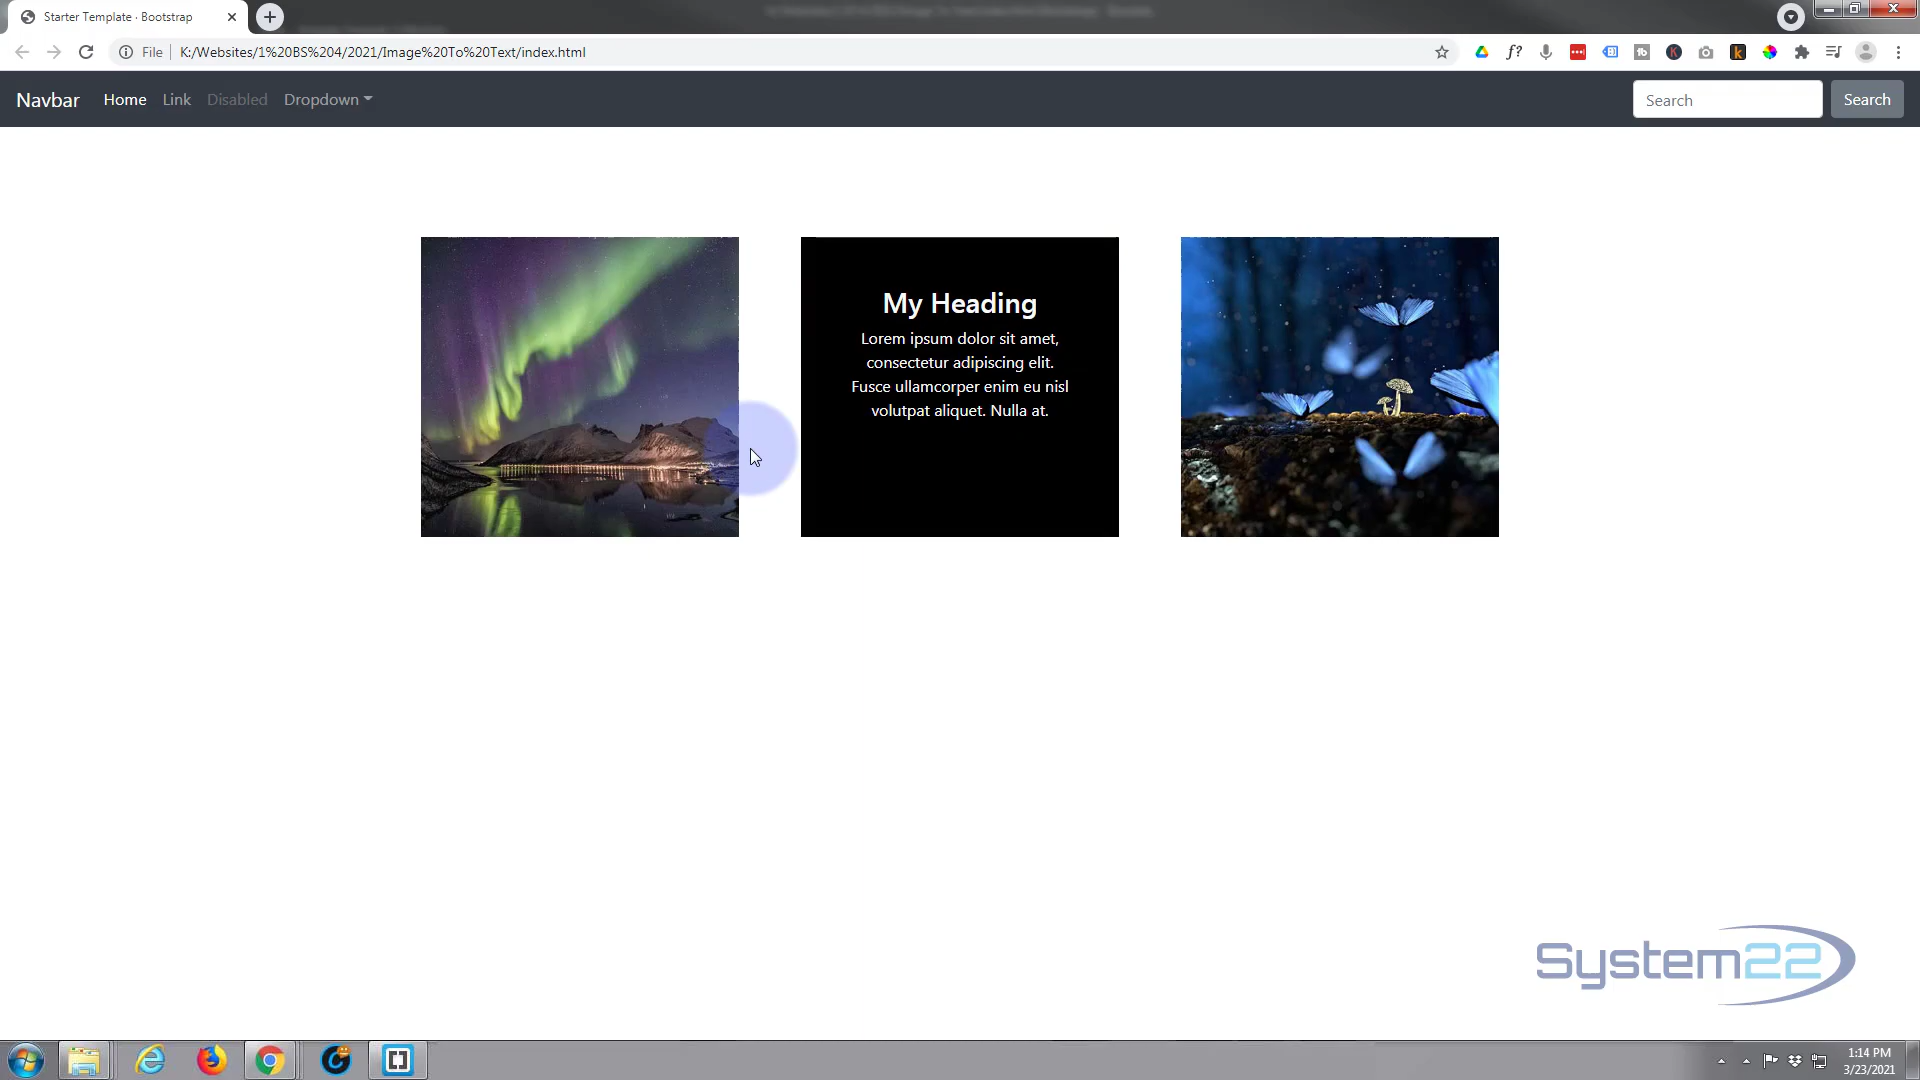 Starter Template · Bootstrap
File K:/Websites/1%20BS%204/2021/Image%20To%20Text/index.html
Navbar Home Link Disabled Dropdown Search Search
My Heading
Lorem ipsum dolor sit amet,
consectetur adipiscing elit.
Fusce ullamcorper enim eu nisl
volutpat aliquet. Nulla at.
System22
1:14 PM
3/23/2021